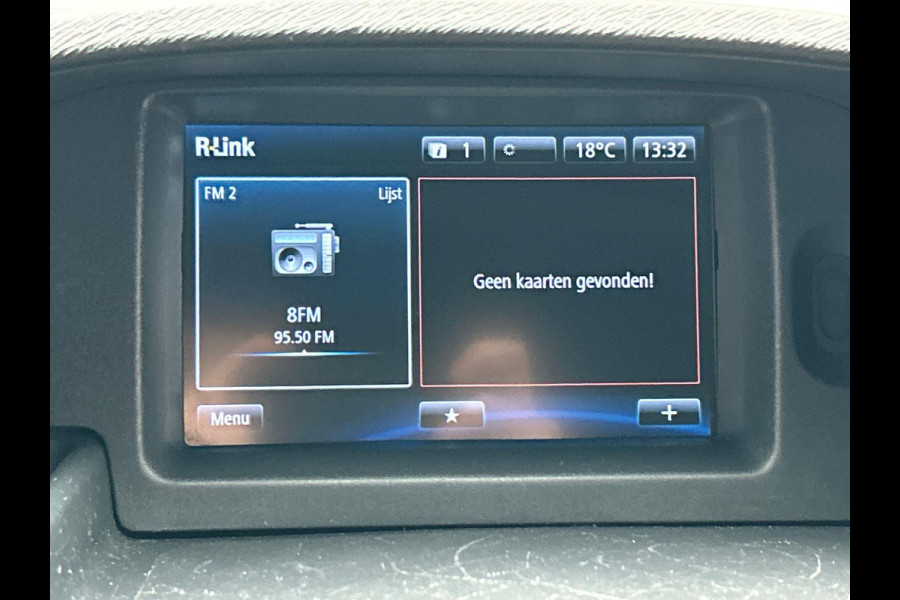 R-Link
1
18°C
13:32
FM 2
Lijst
8FM
95.50 FM
Geen kaarten gevonden!
Menu